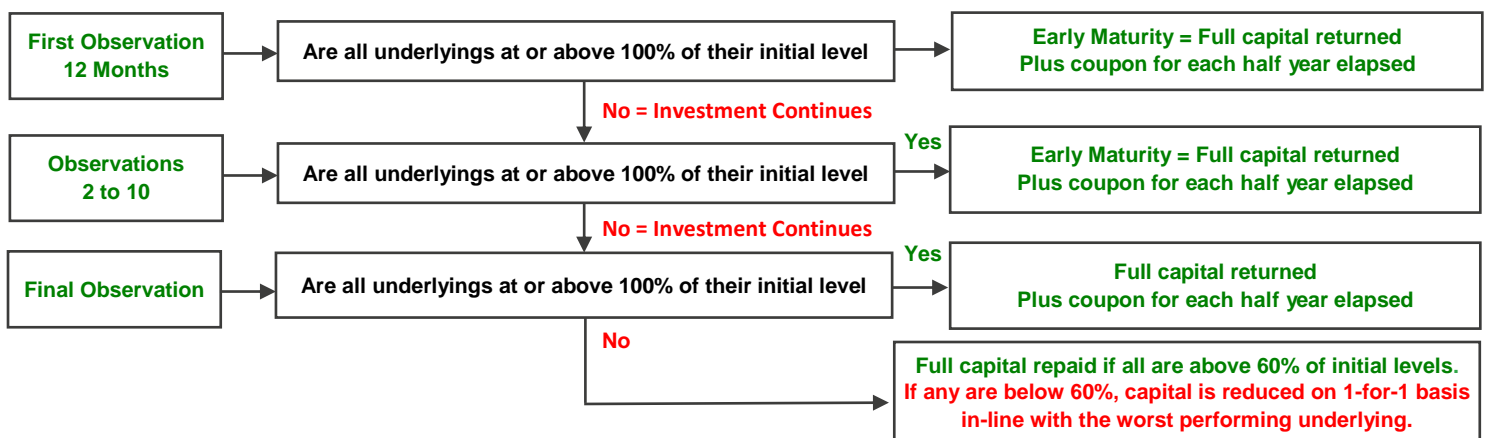 First Observation
12 Months
Are all underlyings at or above 100% of their initial level
Early Maturity = Full capital returned
Plus coupon for each half year elapsed
No = Investment Continues
Observations
2 to 10
Are all underlyings at or above 100% of their initial level
Yes
Early Maturity = Full capital returned
Plus coupon for each half year elapsed
No = Investment Continues
Final Observation
Are all underlyings at or above 100% of their initial level
Yes
Full capital returned
Plus coupon for each half year elapsed
No
Full capital repaid if all are above 60% of initial levels.
If any are below 60%, capital is reduced on 1-for-1 basis
in-line with the worst performing underlying.